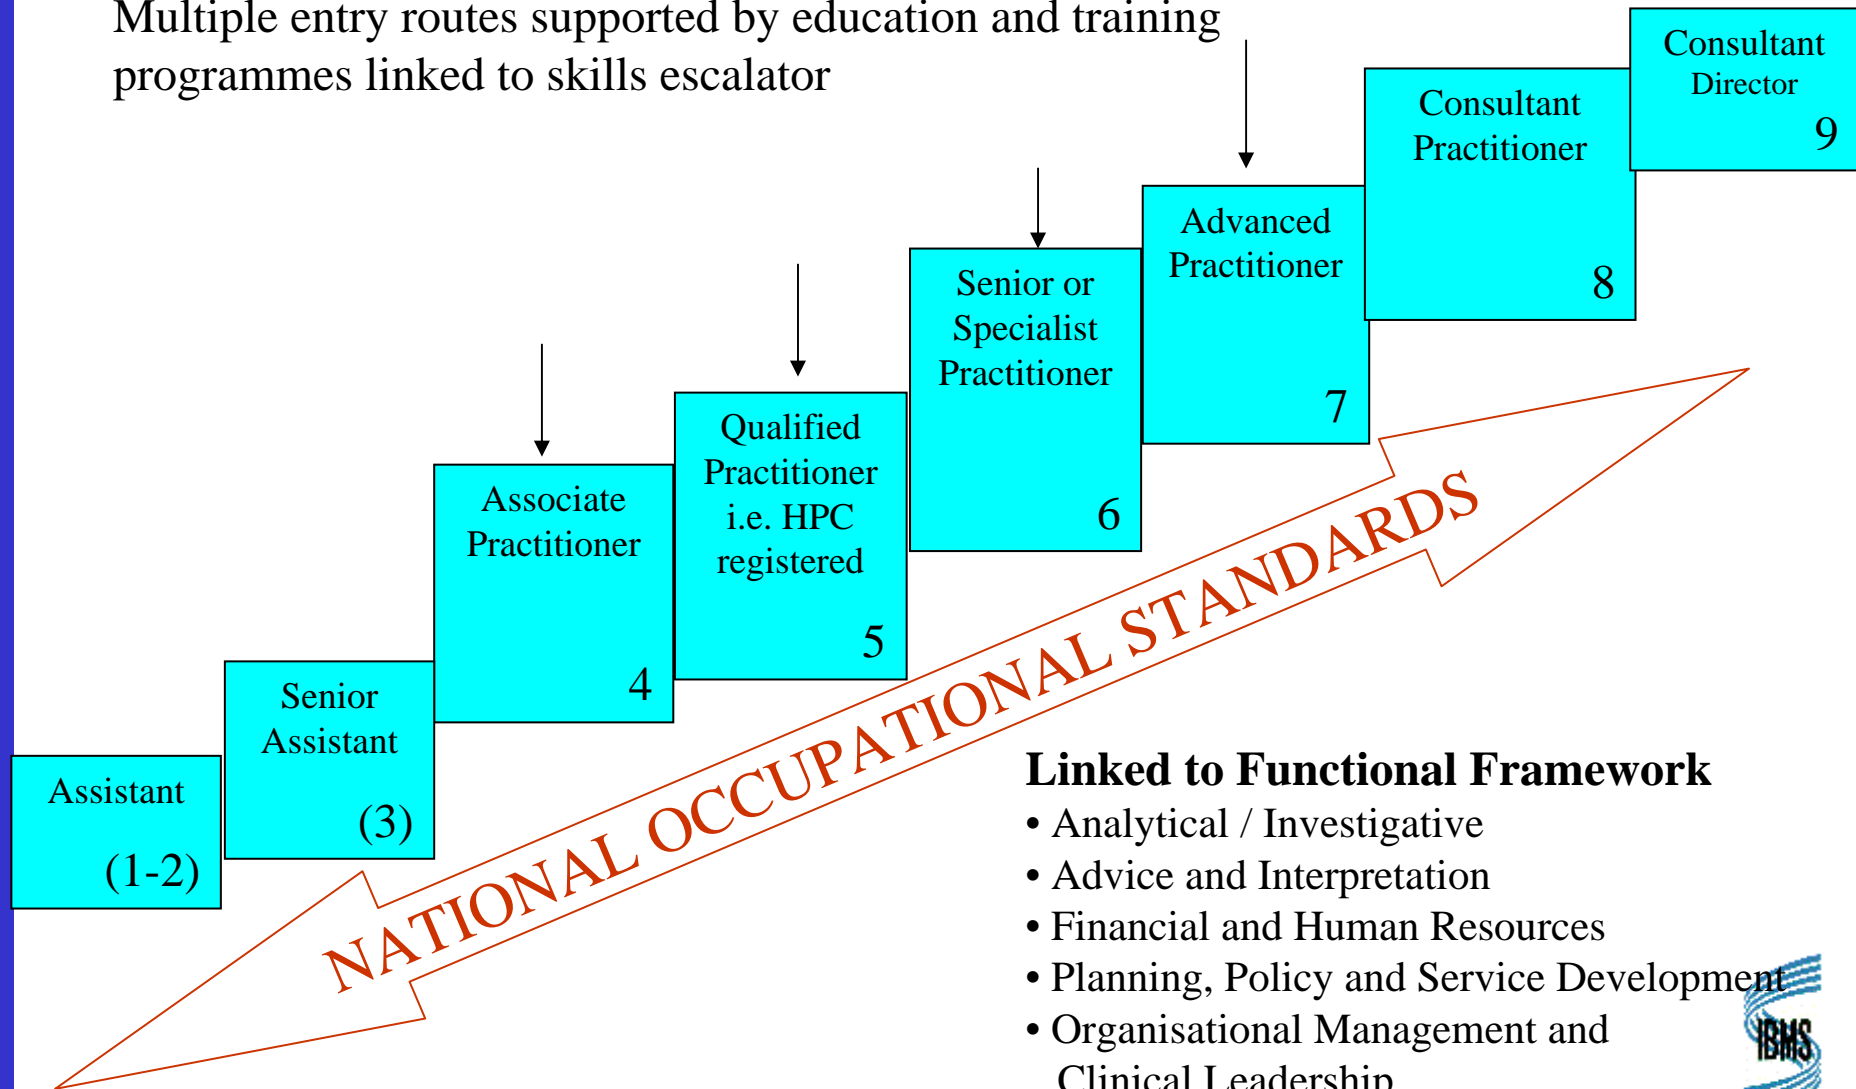 Multiple entry routes supported by education and training
programmes linked to skills escalator
Consultant
Director
9
Consultant
Practitioner
8
Advanced
Practitioner
7
Senior or
Specialist
Practitioner
6
Qualified
Practitioner
i.e. HPC
registered
5
Associate
Practitioner
4
Senior
Assistant
(3)
Assistant
(1-2)
NATIONAL OCCUPATIONAL STANDARDS
Linked to Functional Framework
• Analytical / Investigative
• Advice and Interpretation
• Financial and Human Resources
• Planning, Policy and Service Development
• Organisational Management and
Clinical Leadership
IBMS